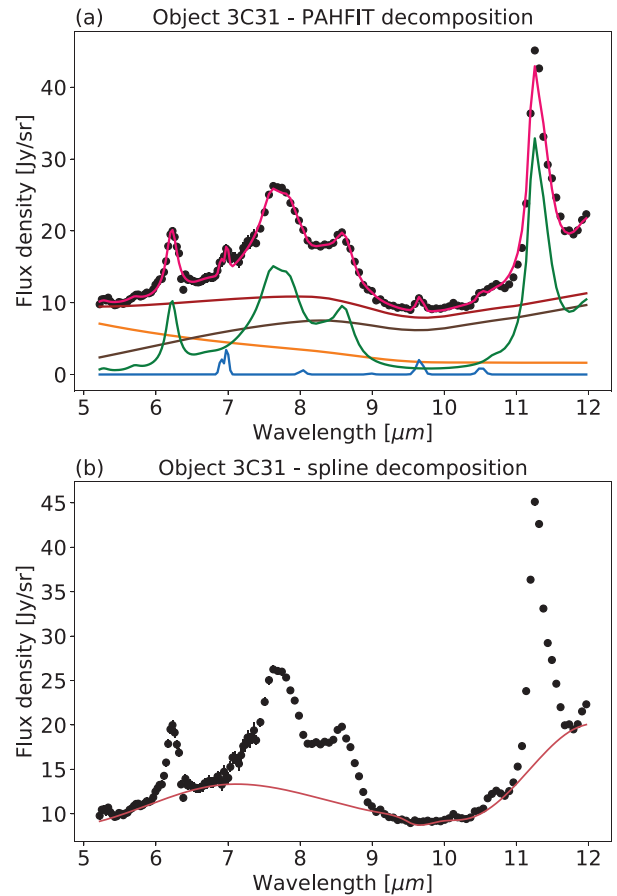 (a) Object 3C31 - PAHFIT decomposition
Flux density [Jy/sr]
40
30
20
10
0
5 6 7 8 9 10 11 12
Wavelength [μm]
(b) Object 3C31 - spline decomposition
Flux density [Jy/sr]
45
40
35
30
25
20
15
10
5 6 7 8 9 10 11 12
Wavelength [μm]